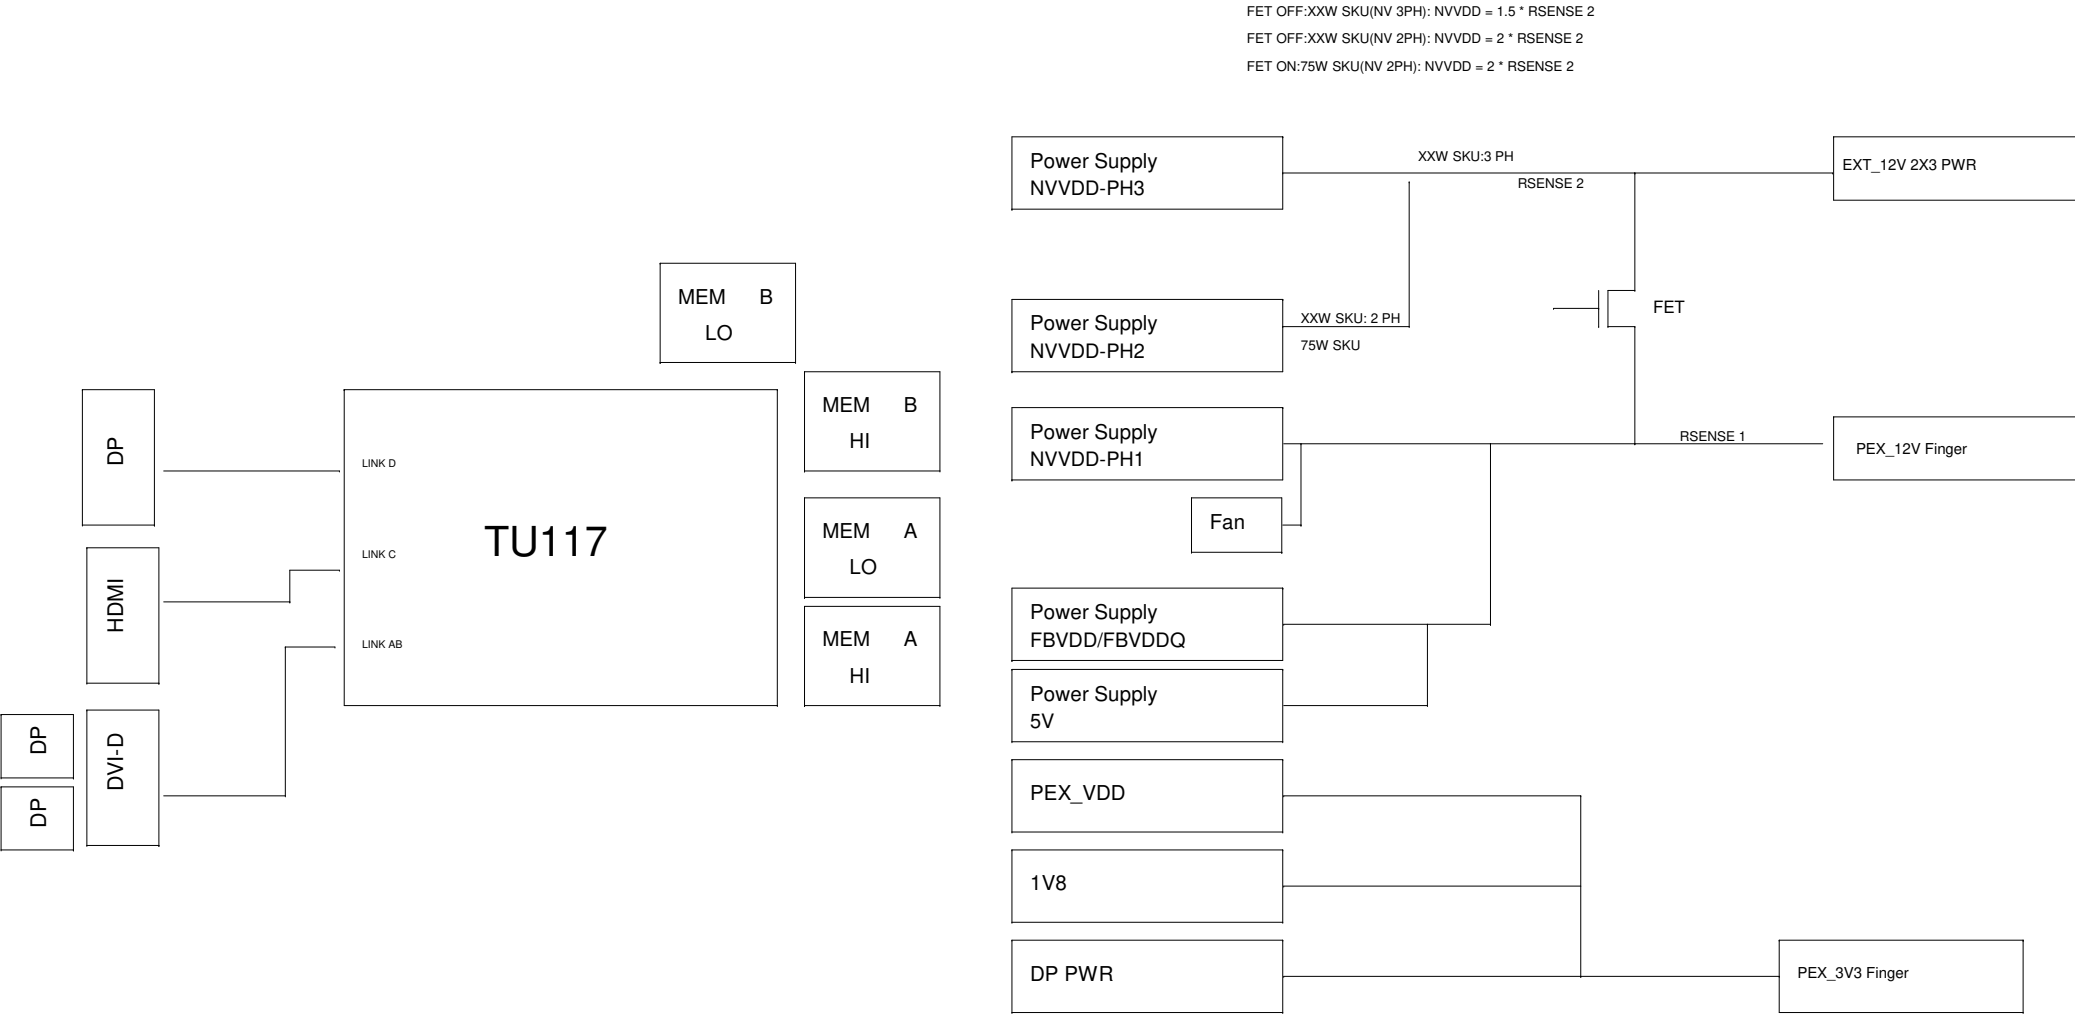 FET OFF:XXW SKU(NV 3PH): NVVDD = 1.5 * RSENSE 2
FET OFF:XXW SKU(NV 2PH): NVVDD = 2 * RSENSE 2
FET ON:75W SKU(NV 2PH): NVVDD = 2 * RSENSE 2
Power Supply
NVVDD-PH3
XXW SKU:3 PH
RSENSE 2
EXT_12V 2X3 PWR
MEM B
LO
Power Supply
NVVDD-PH2
XXW SKU: 2 PH
75W SKU
FET
MEM B
HI
Power Supply
NVVDD-PH1
RSENSE 1
PEX_12V Finger
DP
LINK D
TU117
MEM A
LO
Fan
HDMI
LINK C
Power Supply
FBVDD/FBVDDQ
LINK AB
MEM A
HI
Power Supply
5V
DP
DVI-D
DP
PEX_VDD
1V8
DP PWR
PEX_3V3 Finger